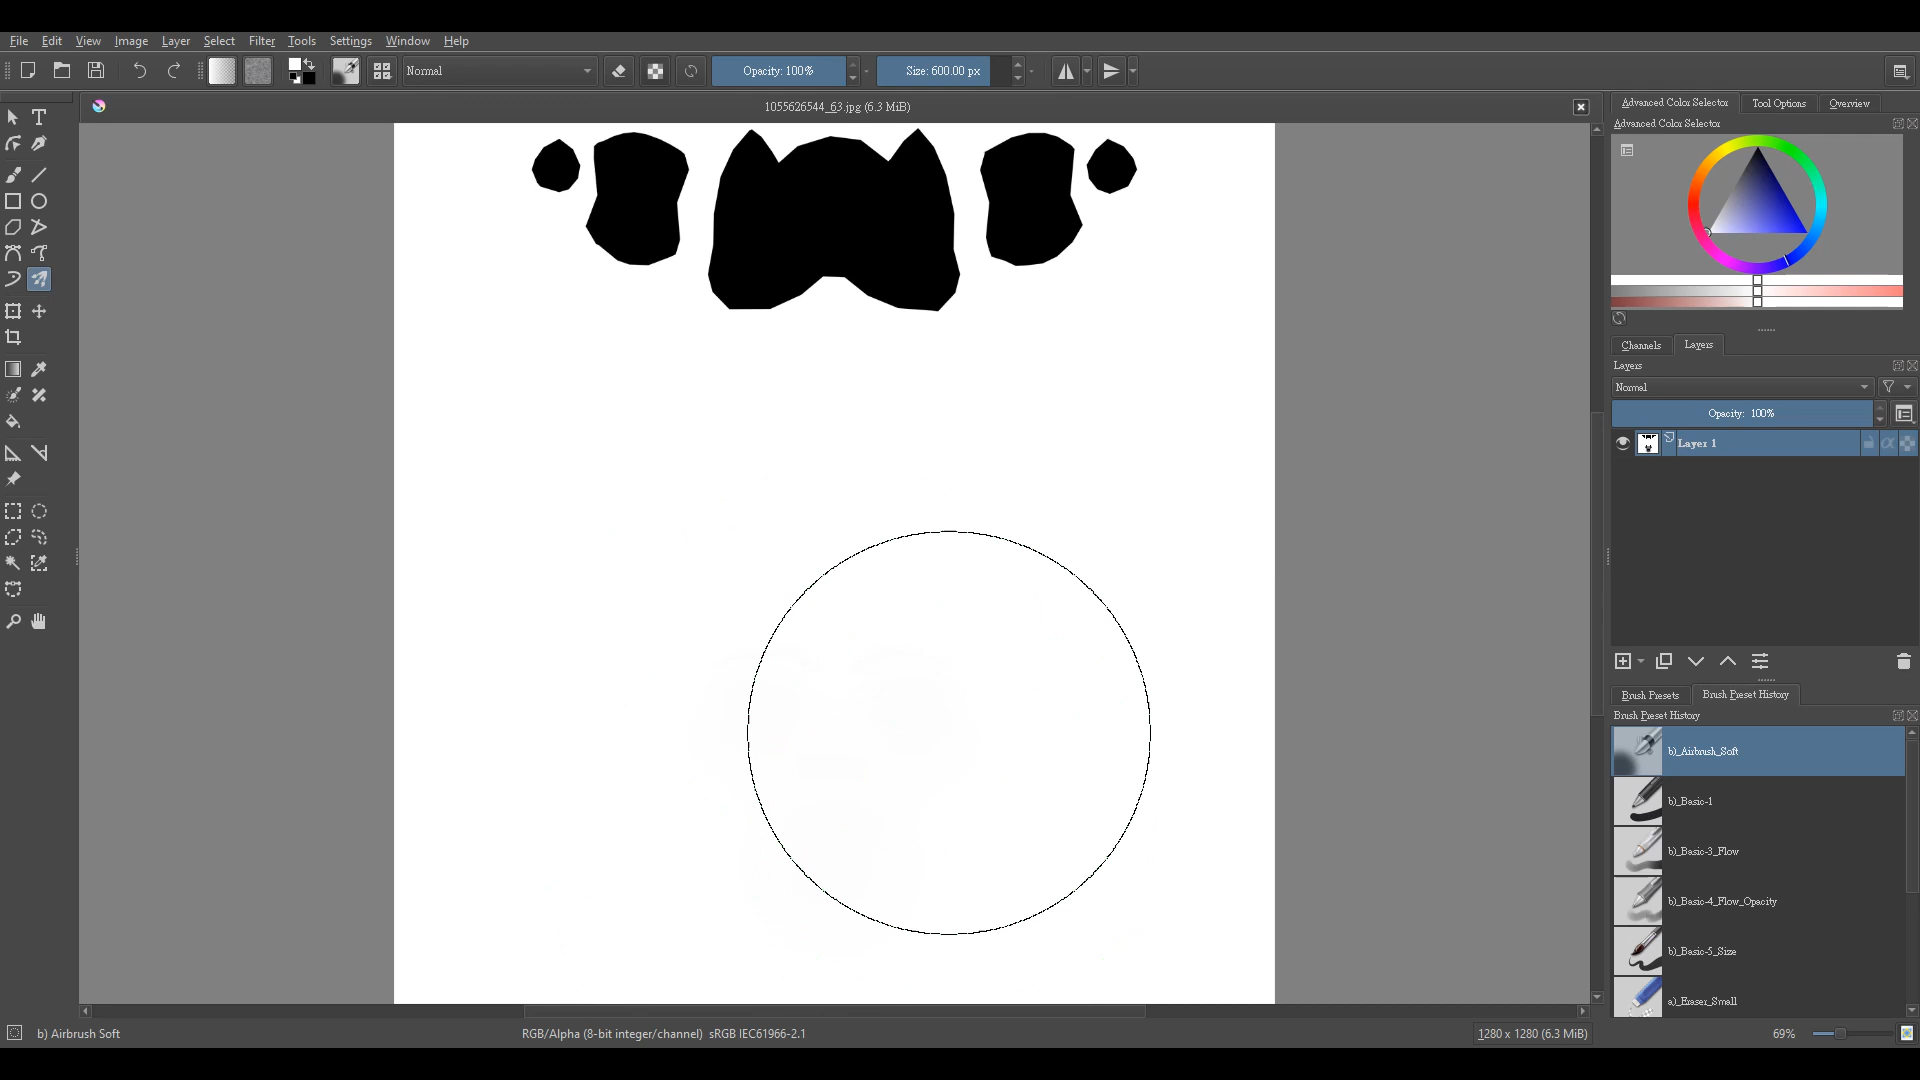 File Edit View Image Layer Select Filter Tools Settings Window Help
Normal
Opacity: 100%
Size: 600.00 px
1055626544_63.jpg (6.3 MiB)
Advanced Color Selector Tool Options Overview
Advanced Color Selector
Channels Layers
Layers
Normal
Opacity: 100%
Layer 1
Brush Presets Brush Preset History
Brush Preset History
b)_Airbrush_Soft
b)_Basic-1
b)_Basic-3_Flow
b)_Basic-4_Flow_Opacity
b)_Basic-5_Size
a)_Eraser_Small
b) Airbrush Soft
RGB/Alpha (8-bit integer/channel) sRGB IEC61966-2.1
1280 x 1280 (6.3 MiB)
69%